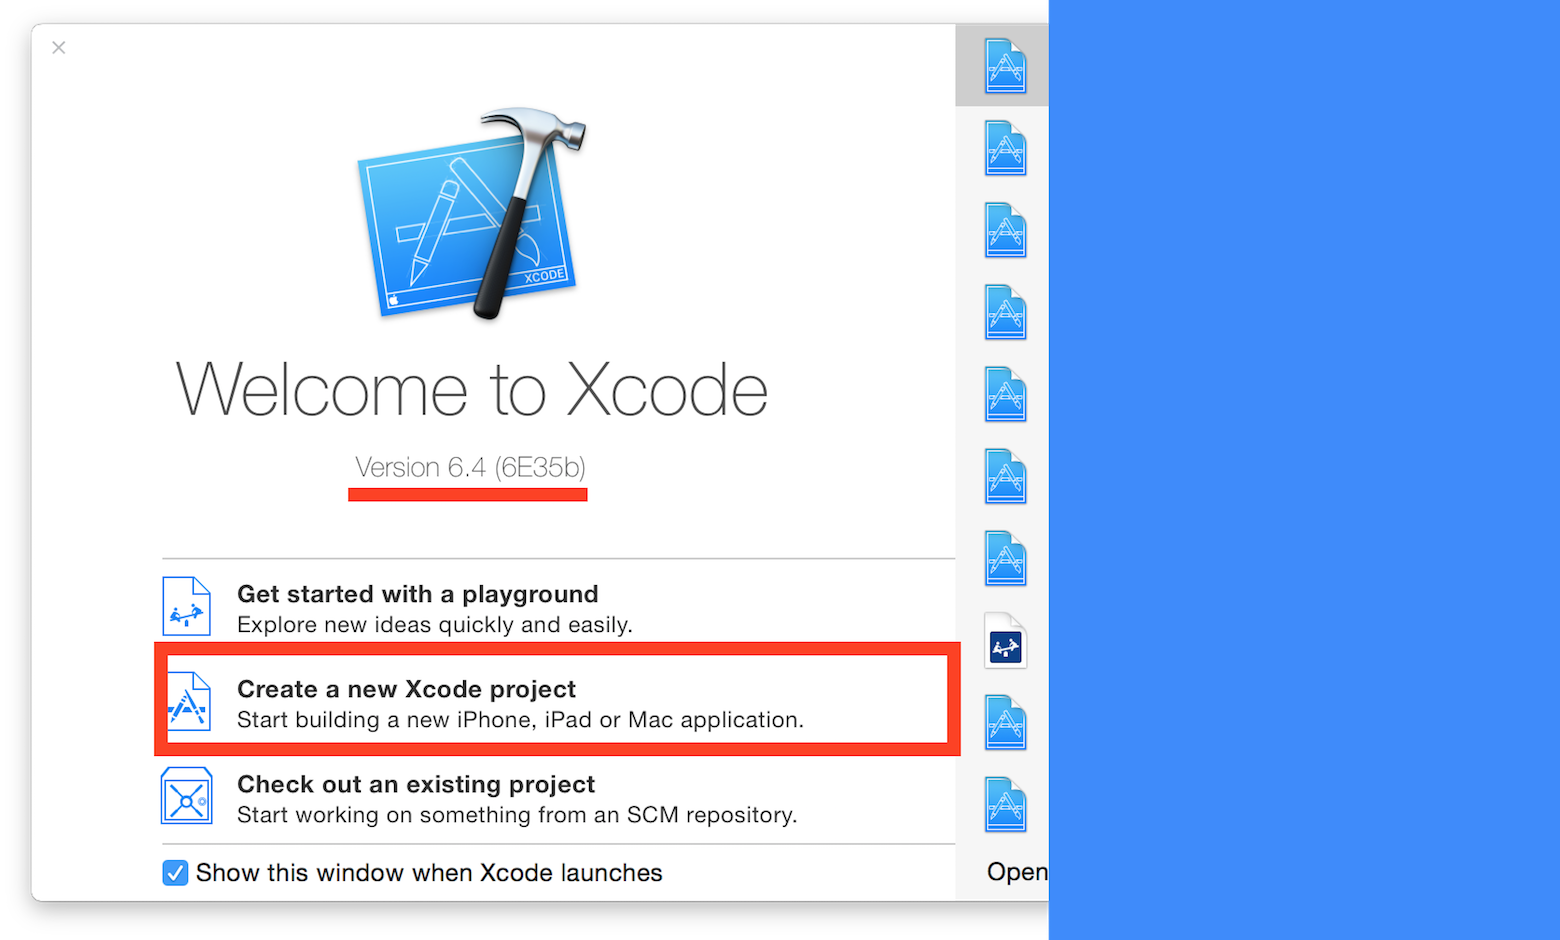 XCODE
Welcome to Xcode
Version 6.4 (6E35b)
Get started with a playground
Explore new ideas quickly and easily.
Create a new Xcode project
Start building a new iPhone, iPad or Mac application.
Check out an existing project
Start working on something from an SCM repository.
Show this window when Xcode launches
Open